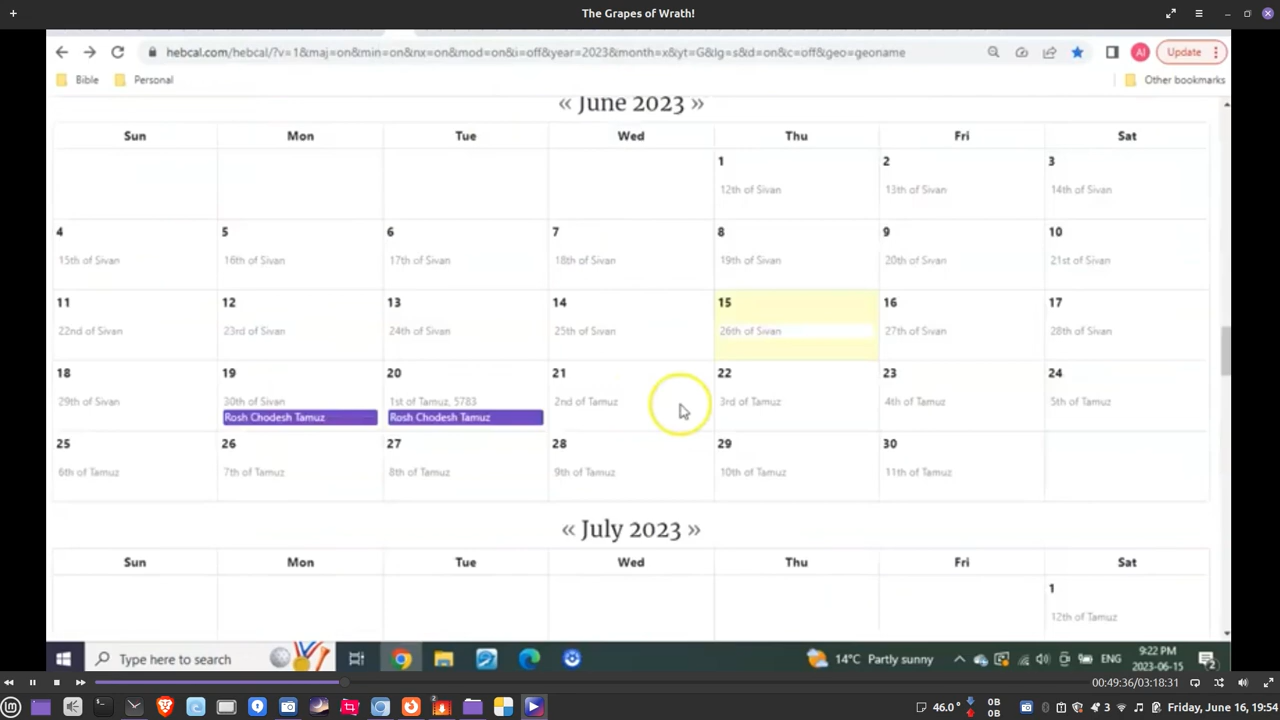 The Grapes of Wrath!
hebcal.com/hebcal/?v=1&maj=on&min=on&nx=on&mod=on&i=off&year=2023&month=x&yt=G&lg=s&d=on&c=off&geo=geoname
AI
Update
Bible
Personal
Other bookmarks
« June 2023 »
Sun Mon Tue Wed Thu Fri Sat
1 2 3
12th of Sivan 13th of Sivan 14th of Sivan
4 5 6 7 8 9 10
15th of Sivan 16th of Sivan 17th of Sivan 18th of Sivan 19th of Sivan 20th of Sivan 21st of Sivan
11 12 13 14 15 16 17
22nd of Sivan 23rd of Sivan 24th of Sivan 25th of Sivan 26th of Sivan 27th of Sivan 28th of Sivan
18 19 20 21 22 23 24
29th of Sivan 30th of Sivan 1st of Tamuz, 5783 2nd of Tamuz 3rd of Tamuz 4th of Tamuz 5th of Tamuz
Rosh Chodesh Tamuz Rosh Chodesh Tamuz
25 26 27 28 29 30
6th of Tamuz 7th of Tamuz 8th of Tamuz 9th of Tamuz 10th of Tamuz 11th of Tamuz
« July 2023 »
Sun Mon Tue Wed Thu Fri Sat
1
12th of Tamuz
Type here to search
14°C Partly sunny
ENG
9:22 PM
2023-06-15
2
00:49:36/03:18:31
2
46.0°
0B
0B
3
Friday, June 16, 19:54